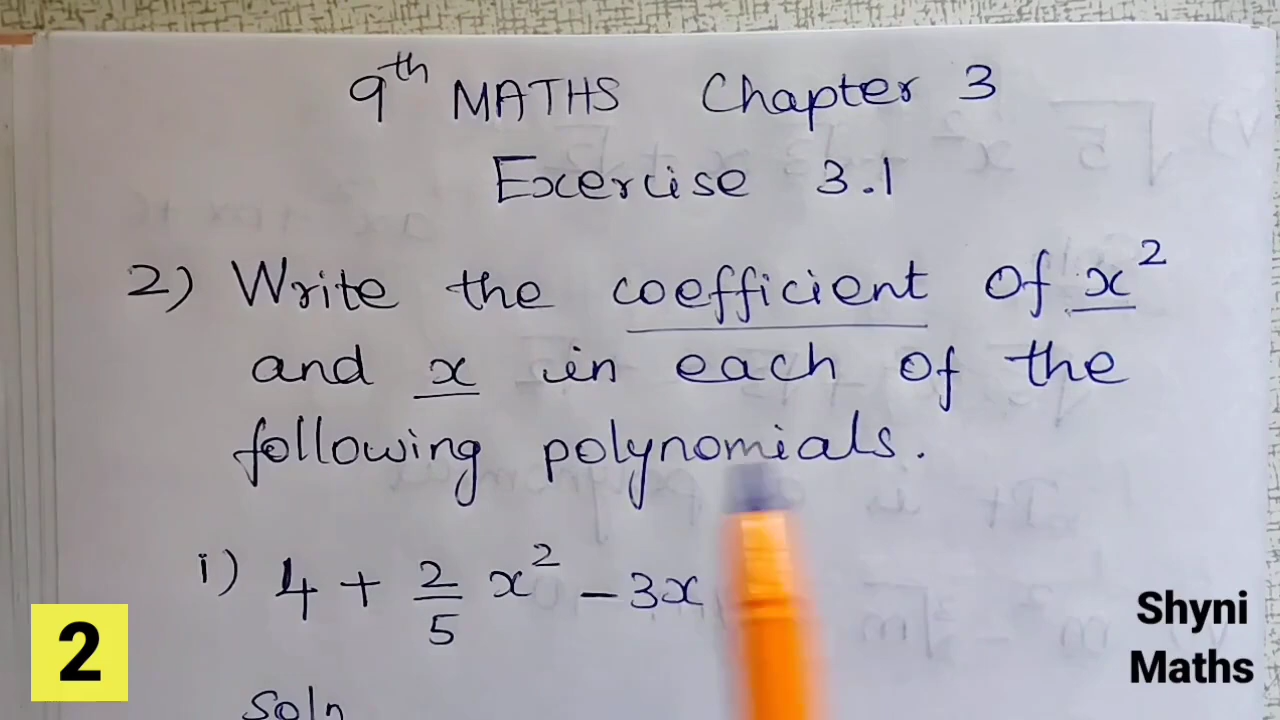 9th MATHS Chapter 3
Exercise 3.1
2) Write the coefficient of x²
and x in each of the
following polynomials.
i) 4 + 2/5 x² - 3x
Soln
2
Shyni
Maths